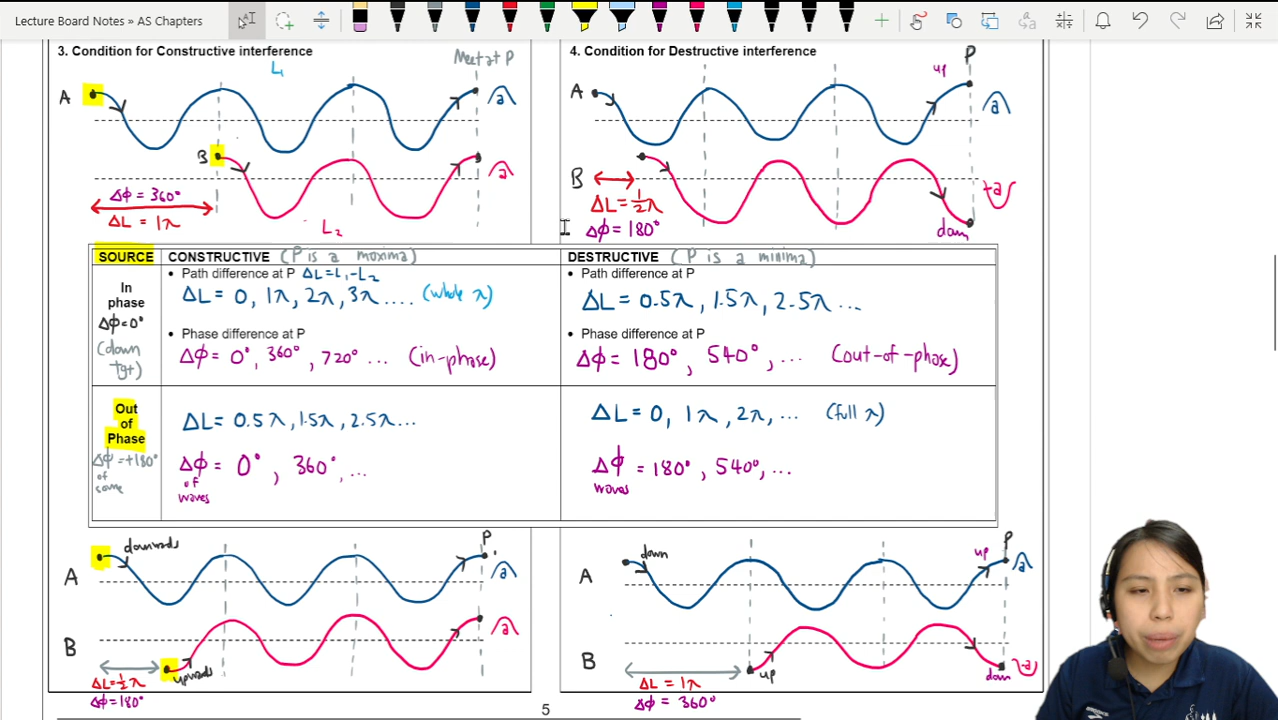 Lecture Board Notes » AS Chapters
3. Condition for Constructive interference
L₁
Meet at P
A
a
B
a
Δϕ = 360°
ΔL = 1λ
L₂
4. Condition for Destructive interference
P
up
A
a
B
-a
ΔL = ½λ
Δϕ = 180°
down
SOURCE
CONSTRUCTIVE (P is a maxima)
DESTRUCTIVE (P is a minima)
In
phase
Δϕ=0°
(down
tgt)
• Path difference at P ΔL=L₁-L₂
ΔL = 0, 1λ, 2λ, 3λ .... (whole λ)
• Phase difference at P
Δϕ = 0°, 360°, 720° ... (in-phase)
• Path difference at P
ΔL = 0.5λ, 1.5λ, 2.5λ ...
• Phase difference at P
Δϕ = 180°, 540°, ... (out-of-phase)
Out
of
Phase
Δϕ=+180°
of
ΔL = 0.5λ, 1.5λ, 2.5λ...
Δϕ = 0°, 360°, ...
of
waves
ΔL = 0, 1λ, 2λ, ... (full λ)
Δϕ = 180°, 540°, ...
waves
downwards
P
A
a
B
a
upwards
ΔL=½λ
Δϕ=180°
down
P
up
A
a
B
up
down
-a
ΔL = 1λ
Δϕ = 360°
5